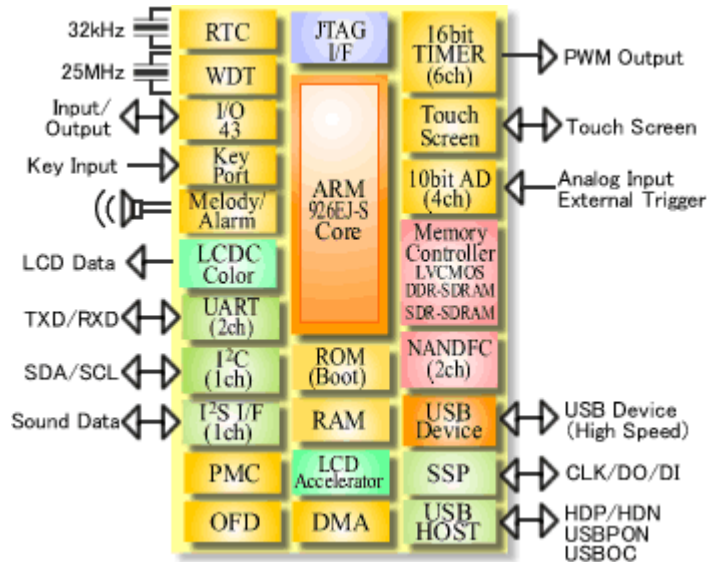 32kHz
25MHz
Input/
Output
Key Input
LCD Data
TXD/RXD
SDA/SCL
Sound Data
RTC
WDT
I/O
43
Key
Port
Melody/
Alarm
LCDC
Color
UART
(2ch)
I²C
(1ch)
I²S I/F
(1ch)
PMC
OFD
JTAG
I/F
ARM
926EJ-S
Core
ROM
(Boot)
RAM
LCD
Accelerator
DMA
16bit
TIMER
(6ch)
Touch
Screen
10bit AD
(4ch)
Memory
Controller
LVCMOS
DDR-SDRAM
SDR-SDRAM
NANDFC
(2ch)
USB
Device
SSP
USB
HOST
PWM Output
Touch Screen
Analog Input
External Trigger
USB Device
(High Speed)
CLK/DO/DI
HDP/HDN
USBPON
USBOC